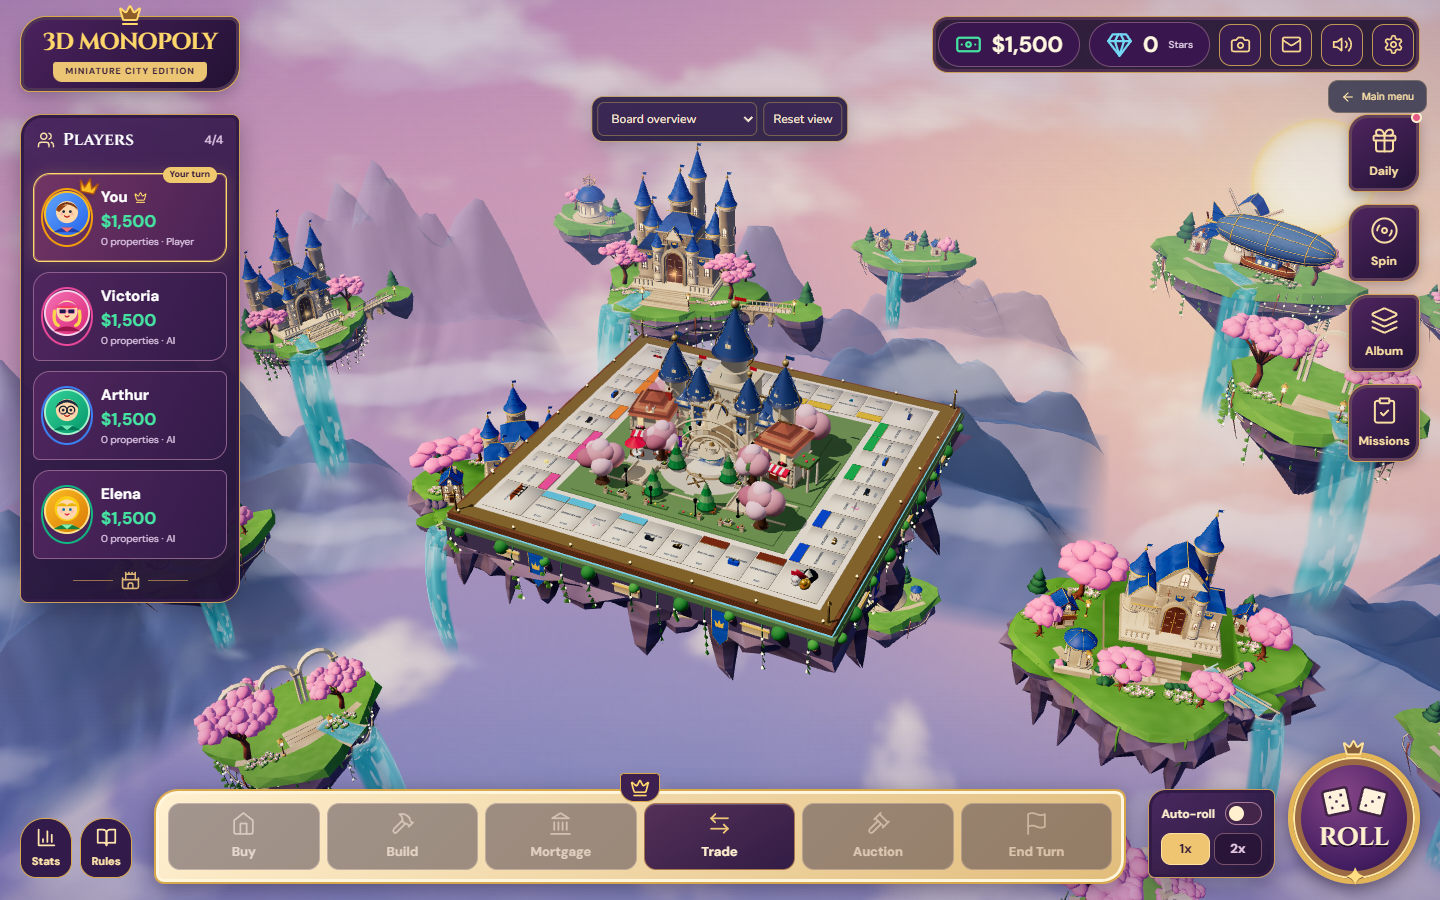 3D MONOPOLY
MINIATURE CITY EDITION
$1,500
0 Stars
Main menu
Board overview
Reset view
PLAYERS 4/4
Your turn
You
$1,500
0 properties · Player
Victoria
$1,500
0 properties · AI
Arthur
$1,500
0 properties · AI
Elena
$1,500
0 properties · AI
Daily
Spin
Album
Missions
Stats
Rules
Buy
Build
Mortgage
Trade
Auction
End Turn
Auto-roll
1x
2x
ROLL